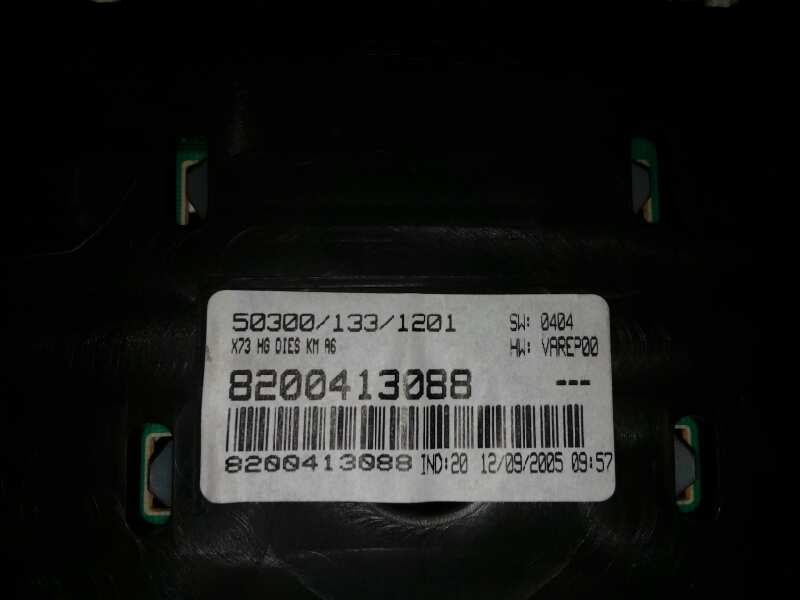 50300/133/1201 SW: 0404
X73 HG DIES KM A6 HW: VAREP00
8200413088 ---
8200413088 IND:20 12/09/2005 09:57